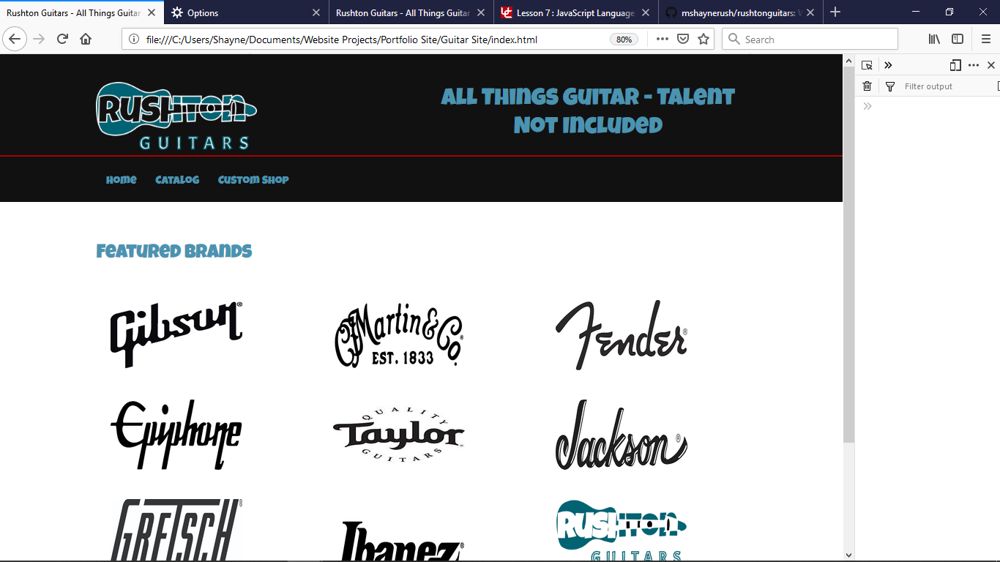 Rushton Guitars - All Things Guitar
Options
Rushton Guitars - All Things Guitar
Lesson 7 : JavaScript Language
mshaynerush/rushtonguitars: W
file:///C:/Users/Shayne/Documents/Website Projects/Portfolio Site/Guitar Site/index.html
80%
Search
Filter output
RUSHTON
GUITARS
All Things Guitar - Talent
Not Included
Home
Catalog
Custom Shop
Featured Brands
Gibson ®
CF Martin & Co. ®
EST. 1833
Fender ®
Epiphone
QUALITY
Taylor
GUITARS
Jackson ®
GRETSCH ®
Ibanez ®
RUSHTON
GUITARS